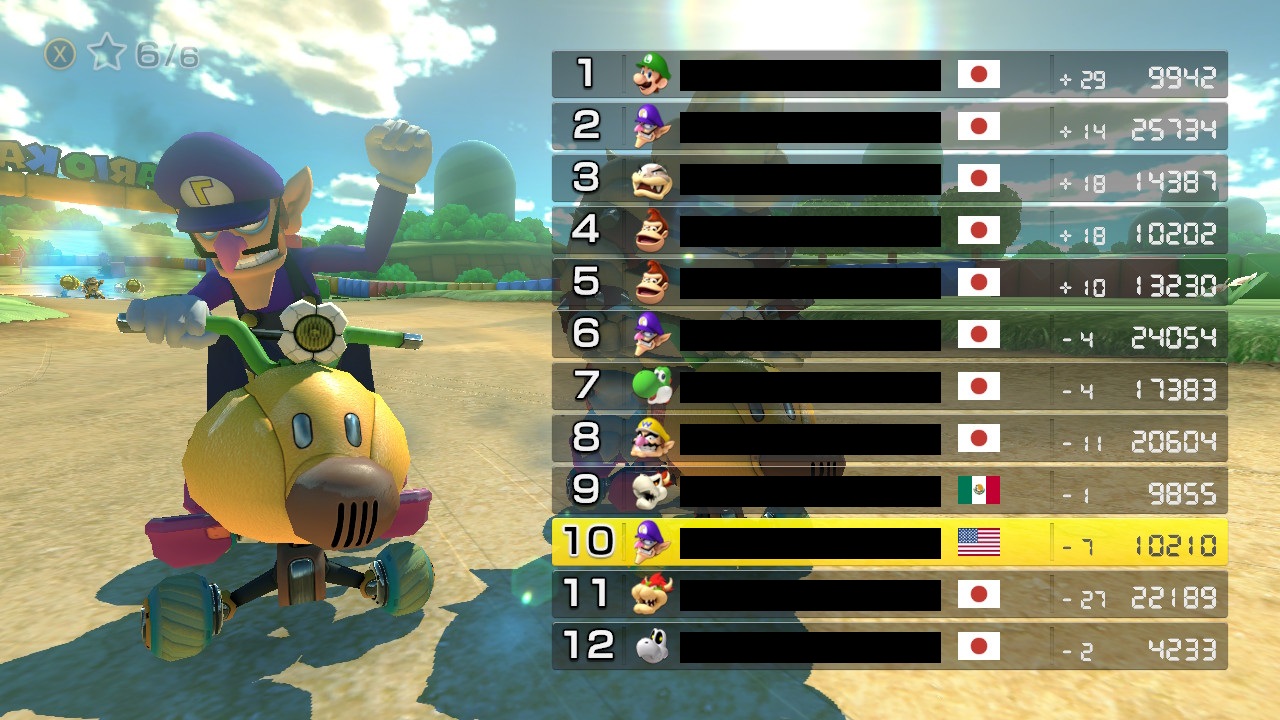 X 6/6
MARIO KA
1 + 29 9942
2 + 14 25734
3 + 18 14387
4 + 18 10202
5 + 10 13230
6 - 4 24054
7 - 4 17383
8 - 11 20604
9 - 1 9855
10 - 7 10210
11 - 27 22189
12 - 2 4233